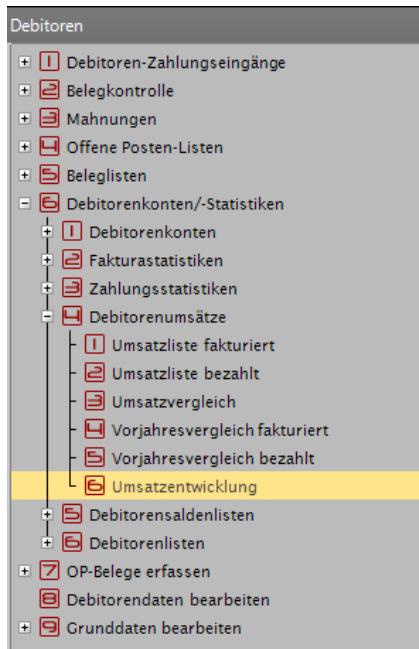 Debitoren
1 Debitoren-Zahlungseingänge
2 Belegkontrolle
3 Mahnungen
4 Offene Posten-Listen
5 Beleglisten
6 Debitorenkonten/-Statistiken
1 Debitorenkonten
2 Fakturastatistiken
3 Zahlungsstatistiken
4 Debitorenumsätze
1 Umsatzliste fakturiert
2 Umsatzliste bezahlt
3 Umsatzvergleich
4 Vorjahresvergleich fakturiert
5 Vorjahresvergleich bezahlt
6 Umsatzentwicklung
5 Debitorensaldenlisten
6 Debitorenlisten
7 OP-Belege erfassen
8 Debitorendaten bearbeiten
9 Grunddaten bearbeiten